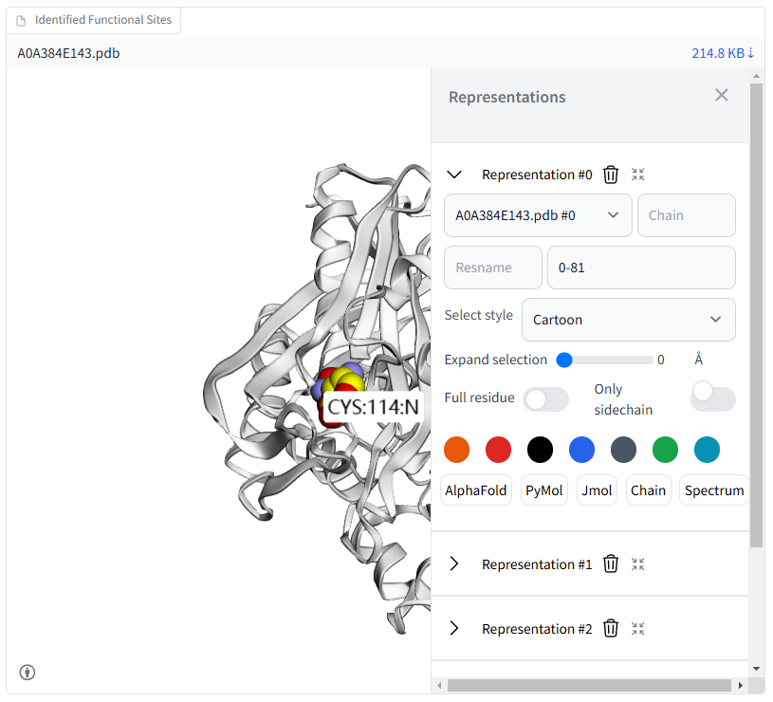 Identified Functional Sites
A0A384E143.pdb
214.8 KB ⇣
Representations
Representation #0
A0A384E143.pdb #0
Chain
Resname
0-81
Select style
Cartoon
Expand selection
0
Å
Full residue
Only
sidechain
AlphaFold
PyMol
Jmol
Chain
Spectrum
CYS:114:N
Representation #1
Representation #2